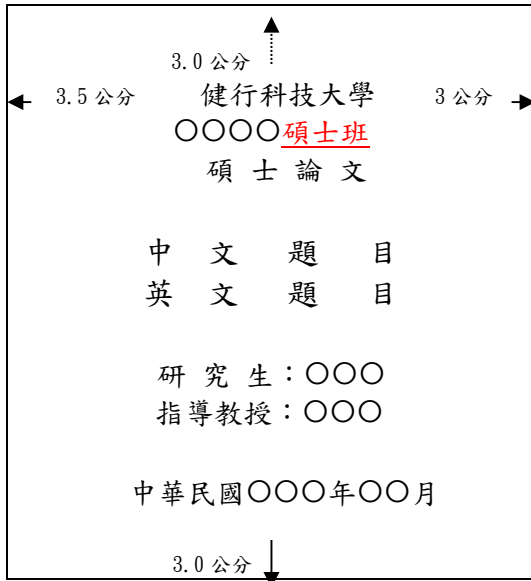 3.0 公分
3.5 公分 健行科技大學 3 公分
○○○○碩士班
碩 士 論 文
中 文 題 目
英 文 題 目
研 究 生：○○○
指導教授：○○○
中華民國○○○年○○月
3.0 公分